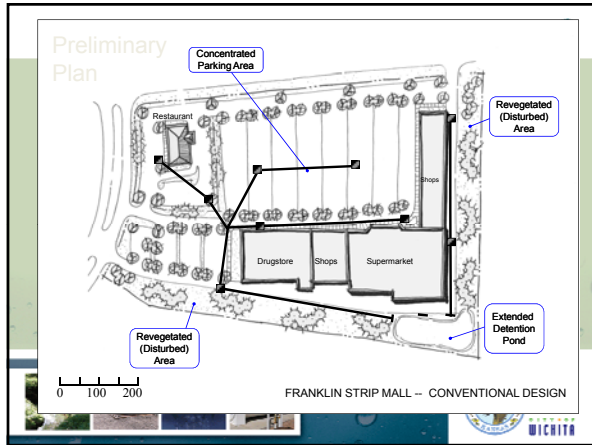 Preliminary
Plan
Concentrated
Parking Area
Restaurant
Revegetated
(Disturbed)
Area
Shops
Drugstore
Shops
Supermarket
Revegetated
(Disturbed)
Area
Extended
Detention
Pond
0 100 200
FRANKLIN STRIP MALL -- CONVENTIONAL DESIGN
WICHITA